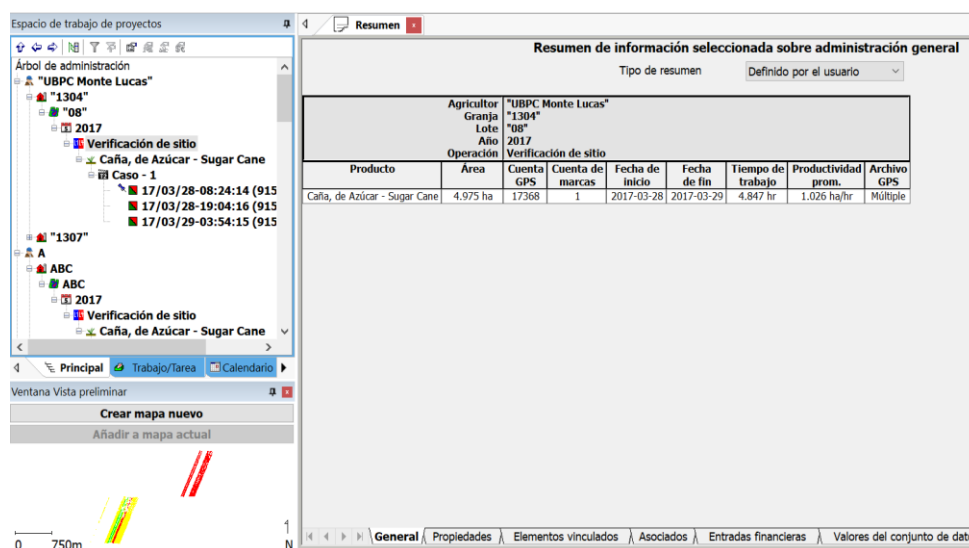 Espacio de trabajo de proyectos
Árbol de administración
"UBPC Monte Lucas"
"1304"
"08"
2017
Verificación de sitio
Caña, de Azúcar - Sugar Cane
Caso - 1
17/03/28-08:24:14 (915
17/03/28-19:04:16 (915
17/03/29-03:54:15 (915
"1307"
A
ABC
ABC
2017
Verificación de sitio
Caña, de Azúcar - Sugar Cane
Principal Trabajo/Tarea Calendario
Ventana Vista preliminar
Crear mapa nuevo
Añadir a mapa actual
0 750m N
Resumen
Resumen de información seleccionada sobre administración general
Tipo de resumen Definido por el usuario
Agricultor "UBPC Monte Lucas"
Granja "1304"
Lote "08"
Año 2017
Operación Verificación de sitio
Producto Área Cuenta GPS Cuenta de marcas Fecha de inicio Fecha de fin Tiempo de trabajo Productividad prom. Archivo GPS
Caña, de Azúcar - Sugar Cane 4.975 ha 17368 1 2017-03-28 2017-03-29 4.847 hr 1.026 ha/hr Múltiple
General Propiedades Elementos vinculados Asociados Entradas financieras Valores del conjunto de dat